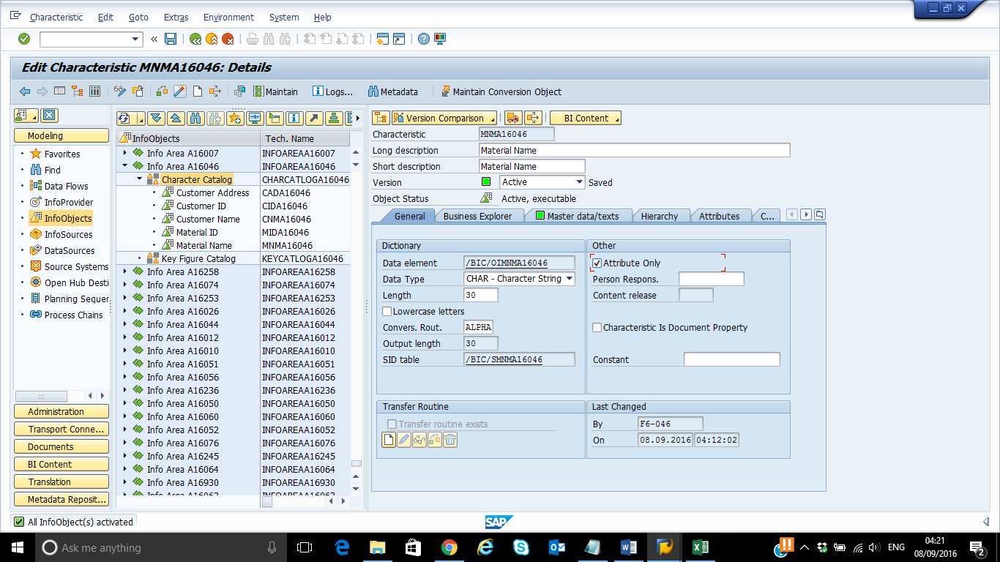 Characteristic Edit Goto Extras Environment System Help
Edit Characteristic MNMA16046: Details
Maintain Logs... Metadata Maintain Conversion Object
Modeling
Favorites
Find
Data Flows
InfoProvider
InfoObjects
InfoSources
DataSources
Source Systems
Open Hub Desti
Planning Sequer
Process Chains
Administration
Transport Conne...
Documents
BI Content
Translation
Metadata Reposit...
InfoObjects Tech. Name
Info Area A16007 INFOAREAA16007
Info Area A16046 INFOAREAA16046
Character Catalog CHARCATLOGA16046
Customer Address CADA16046
Customer ID CIDA16046
Customer Name CNMA16046
Material ID MIDA16046
Material Name MNMA16046
Key Figure Catalog KEYCATLOGA16046
Info Area A16258 INFOAREAA16258
Info Area A16074 INFOAREAA16074
Info Area A16253 INFOAREAA16253
Info Area A16026 INFOAREAA16026
Info Area A16044 INFOAREAA16044
Info Area A16012 INFOAREAA16012
Info Area A16010 INFOAREAA16010
Info Area A16051 INFOAREAA16051
Info Area A16056 INFOAREAA16056
Info Area A16236 INFOAREAA16236
Info Area A16050 INFOAREAA16050
Info Area A16060 INFOAREAA16060
Info Area A16052 INFOAREAA16052
Info Area A16076 INFOAREAA16076
Info Area A16245 INFOAREAA16245
Info Area A16064 INFOAREAA16064
Info Area A16930 INFOAREAA16930
Version Comparison BI Content
Characteristic MNMA16046
Long description Material Name
Short description Material Name
Version Active Saved
Object Status Active, executable
General Business Explorer Master data/texts Hierarchy Attributes C...
Dictionary
Data element /BIC/OIMNMA16046
Data Type CHAR - Character String
Length 30
Lowercase letters
Convers. Rout. ALPHA
Output length 30
SID table /BIC/SMNMA16046
Other
Attribute Only
Person Respons.
Content release
Characteristic Is Document Property
Constant
Transfer Routine
Transfer routine exists
Last Changed
By F6-046
On 08.09.2016 04:12:02
All InfoObject(s) activated
SAP
Ask me anything
ENG
04:21
08/09/2016
2